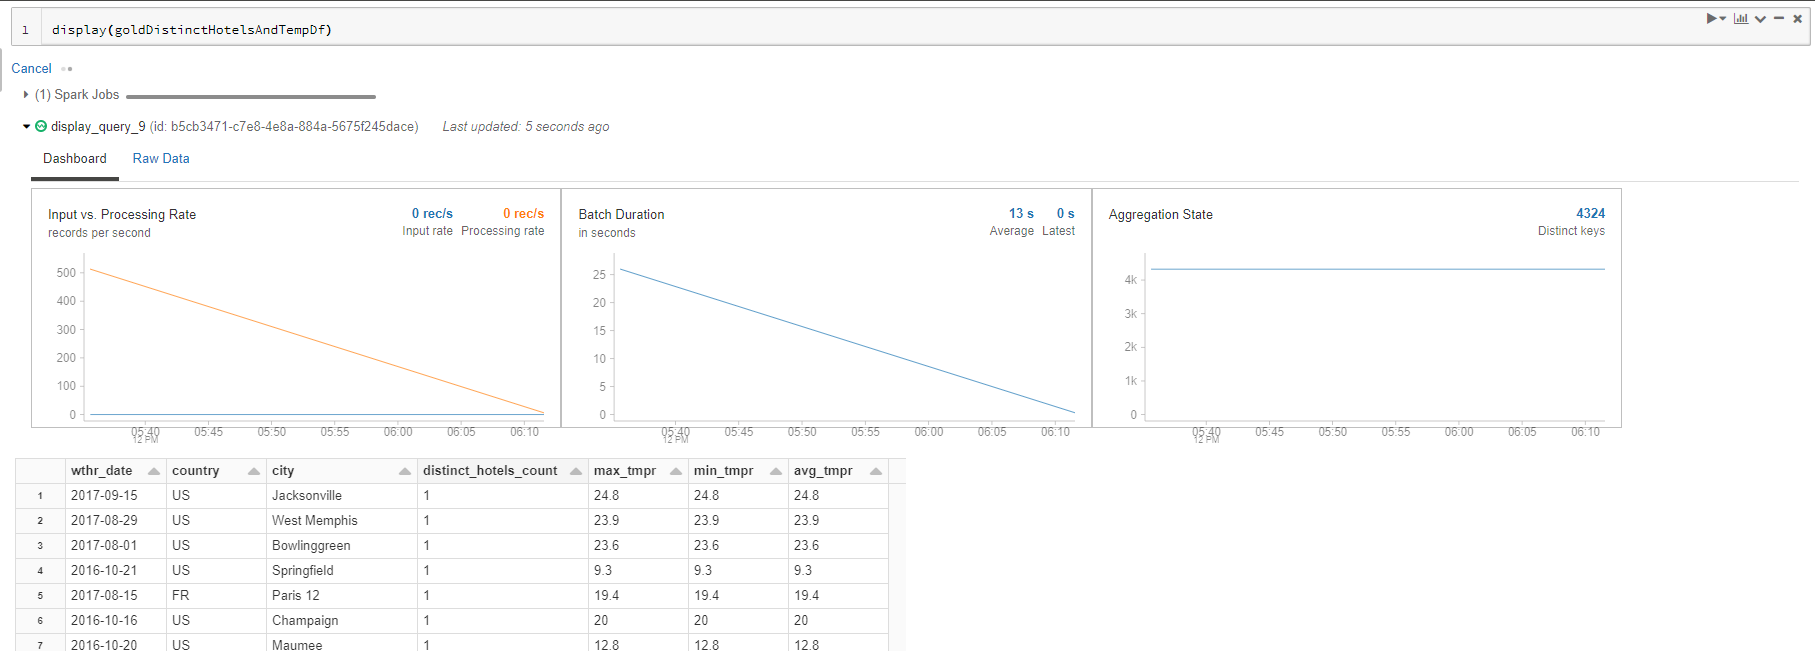 1 display(goldDistinctHotelsAndTempDf)
Cancel
(1) Spark Jobs
display_query_9 (id: b5cb3471-c7e8-4e8a-884a-5675f245dace) Last updated: 5 seconds ago
Dashboard Raw Data
Input vs. Processing Rate 0 rec/s 0 rec/s
records per second Input rate Processing rate
500
400
300
200
100
0
05:40 05:45 05:50 05:55 06:00 06:05 06:10
12 PM
Batch Duration 13 s 0 s
in seconds Average Latest
25
20
15
10
5
0
05:40 05:45 05:50 05:55 06:00 06:05 06:10
12 PM
Aggregation State 4324
Distinct keys
4k
3k
2k
1k
0
05:40 05:45 05:50 05:55 06:00 06:05 06:10
12 PM
wthr_date country city distinct_hotels_count max_tmpr min_tmpr avg_tmpr
1 2017-09-15 US Jacksonville 1 24.8 24.8 24.8
2 2017-08-29 US West Memphis 1 23.9 23.9 23.9
3 2017-08-01 US Bowlinggreen 1 23.6 23.6 23.6
4 2016-10-21 US Springfield 1 9.3 9.3 9.3
5 2017-08-15 FR Paris 12 1 19.4 19.4 19.4
6 2016-10-16 US Champaign 1 20 20 20
7 2016-10-20 US Maumee 1 12.8 12.8 12.8